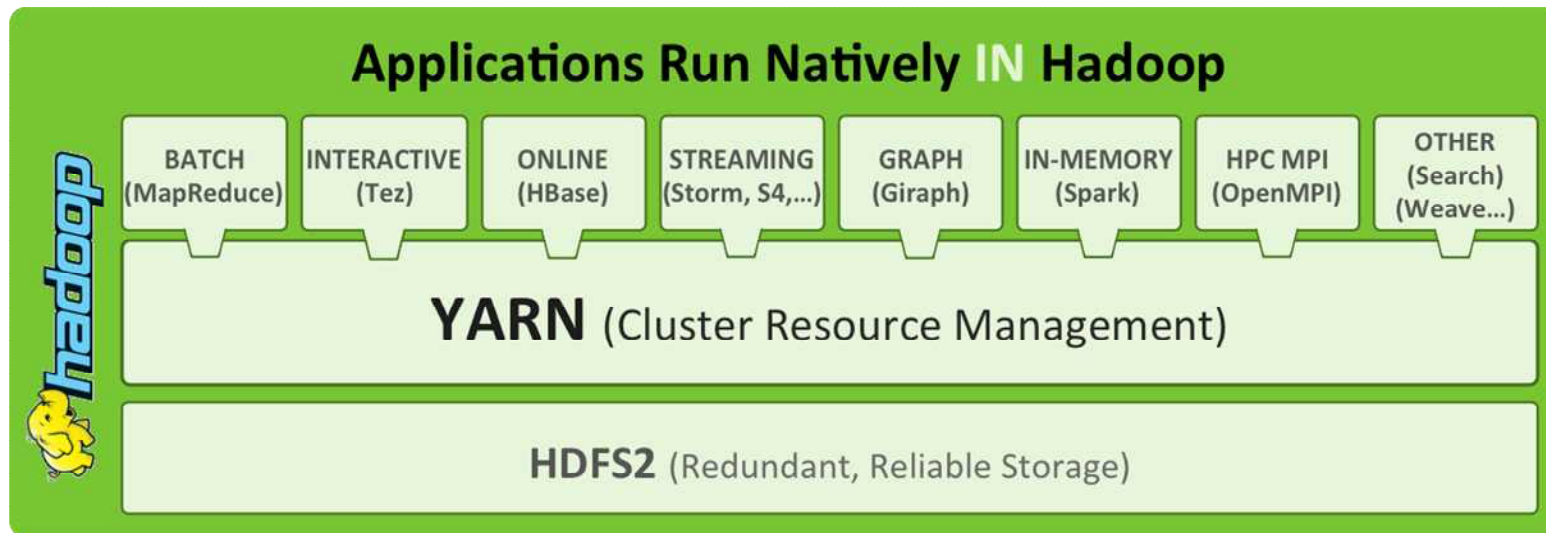 Applications Run Natively IN Hadoop
BATCH
(MapReduce)
INTERACTIVE
(Tez)
ONLINE
(HBase)
STREAMING
(Storm, S4,...)
GRAPH
(Giraph)
IN-MEMORY
(Spark)
HPC MPI
(OpenMPI)
OTHER
(Search)
(Weave...)
hadoop
YARN (Cluster Resource Management)
HDFS2 (Redundant, Reliable Storage)